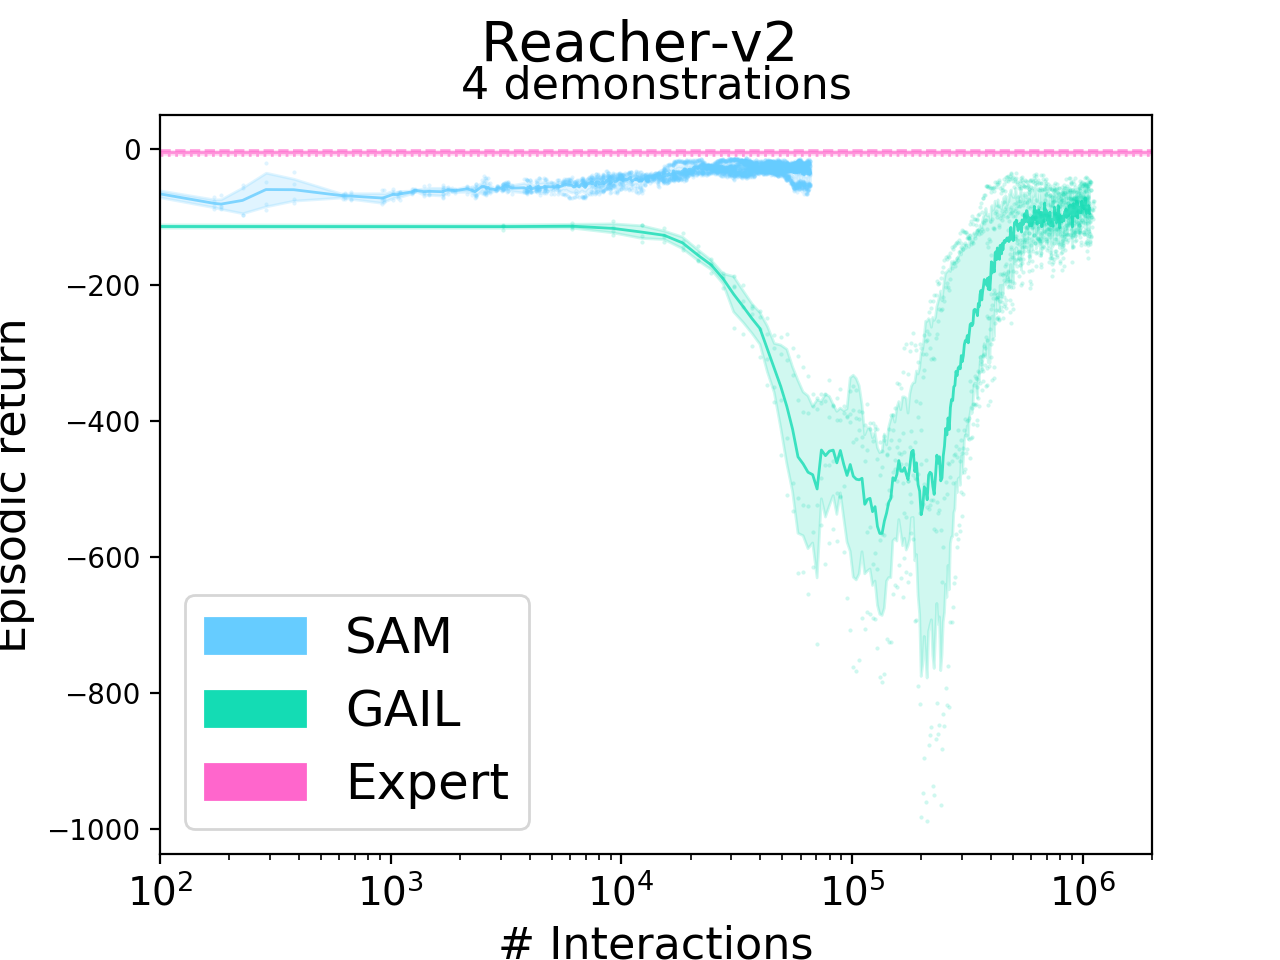 Reacher-v2
4 demonstrations
Episodic return
0
−200
−400
−600
−800
−1000
SAM
GAIL
Expert
10²
10³
10⁴
10⁵
10⁶
# Interactions